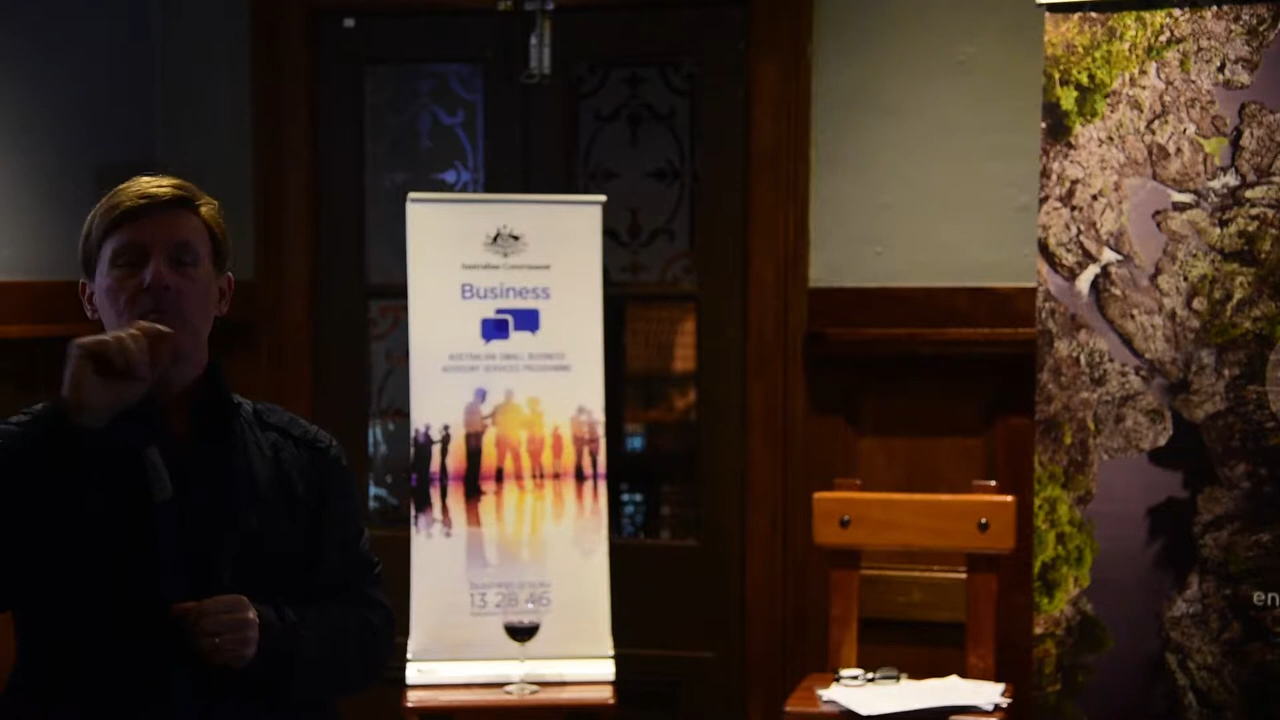 Australian Government
Business
AUSTRALIAN SMALL BUSINESS
ADVISORY SERVICES PROGRAMME
13 28 46
en